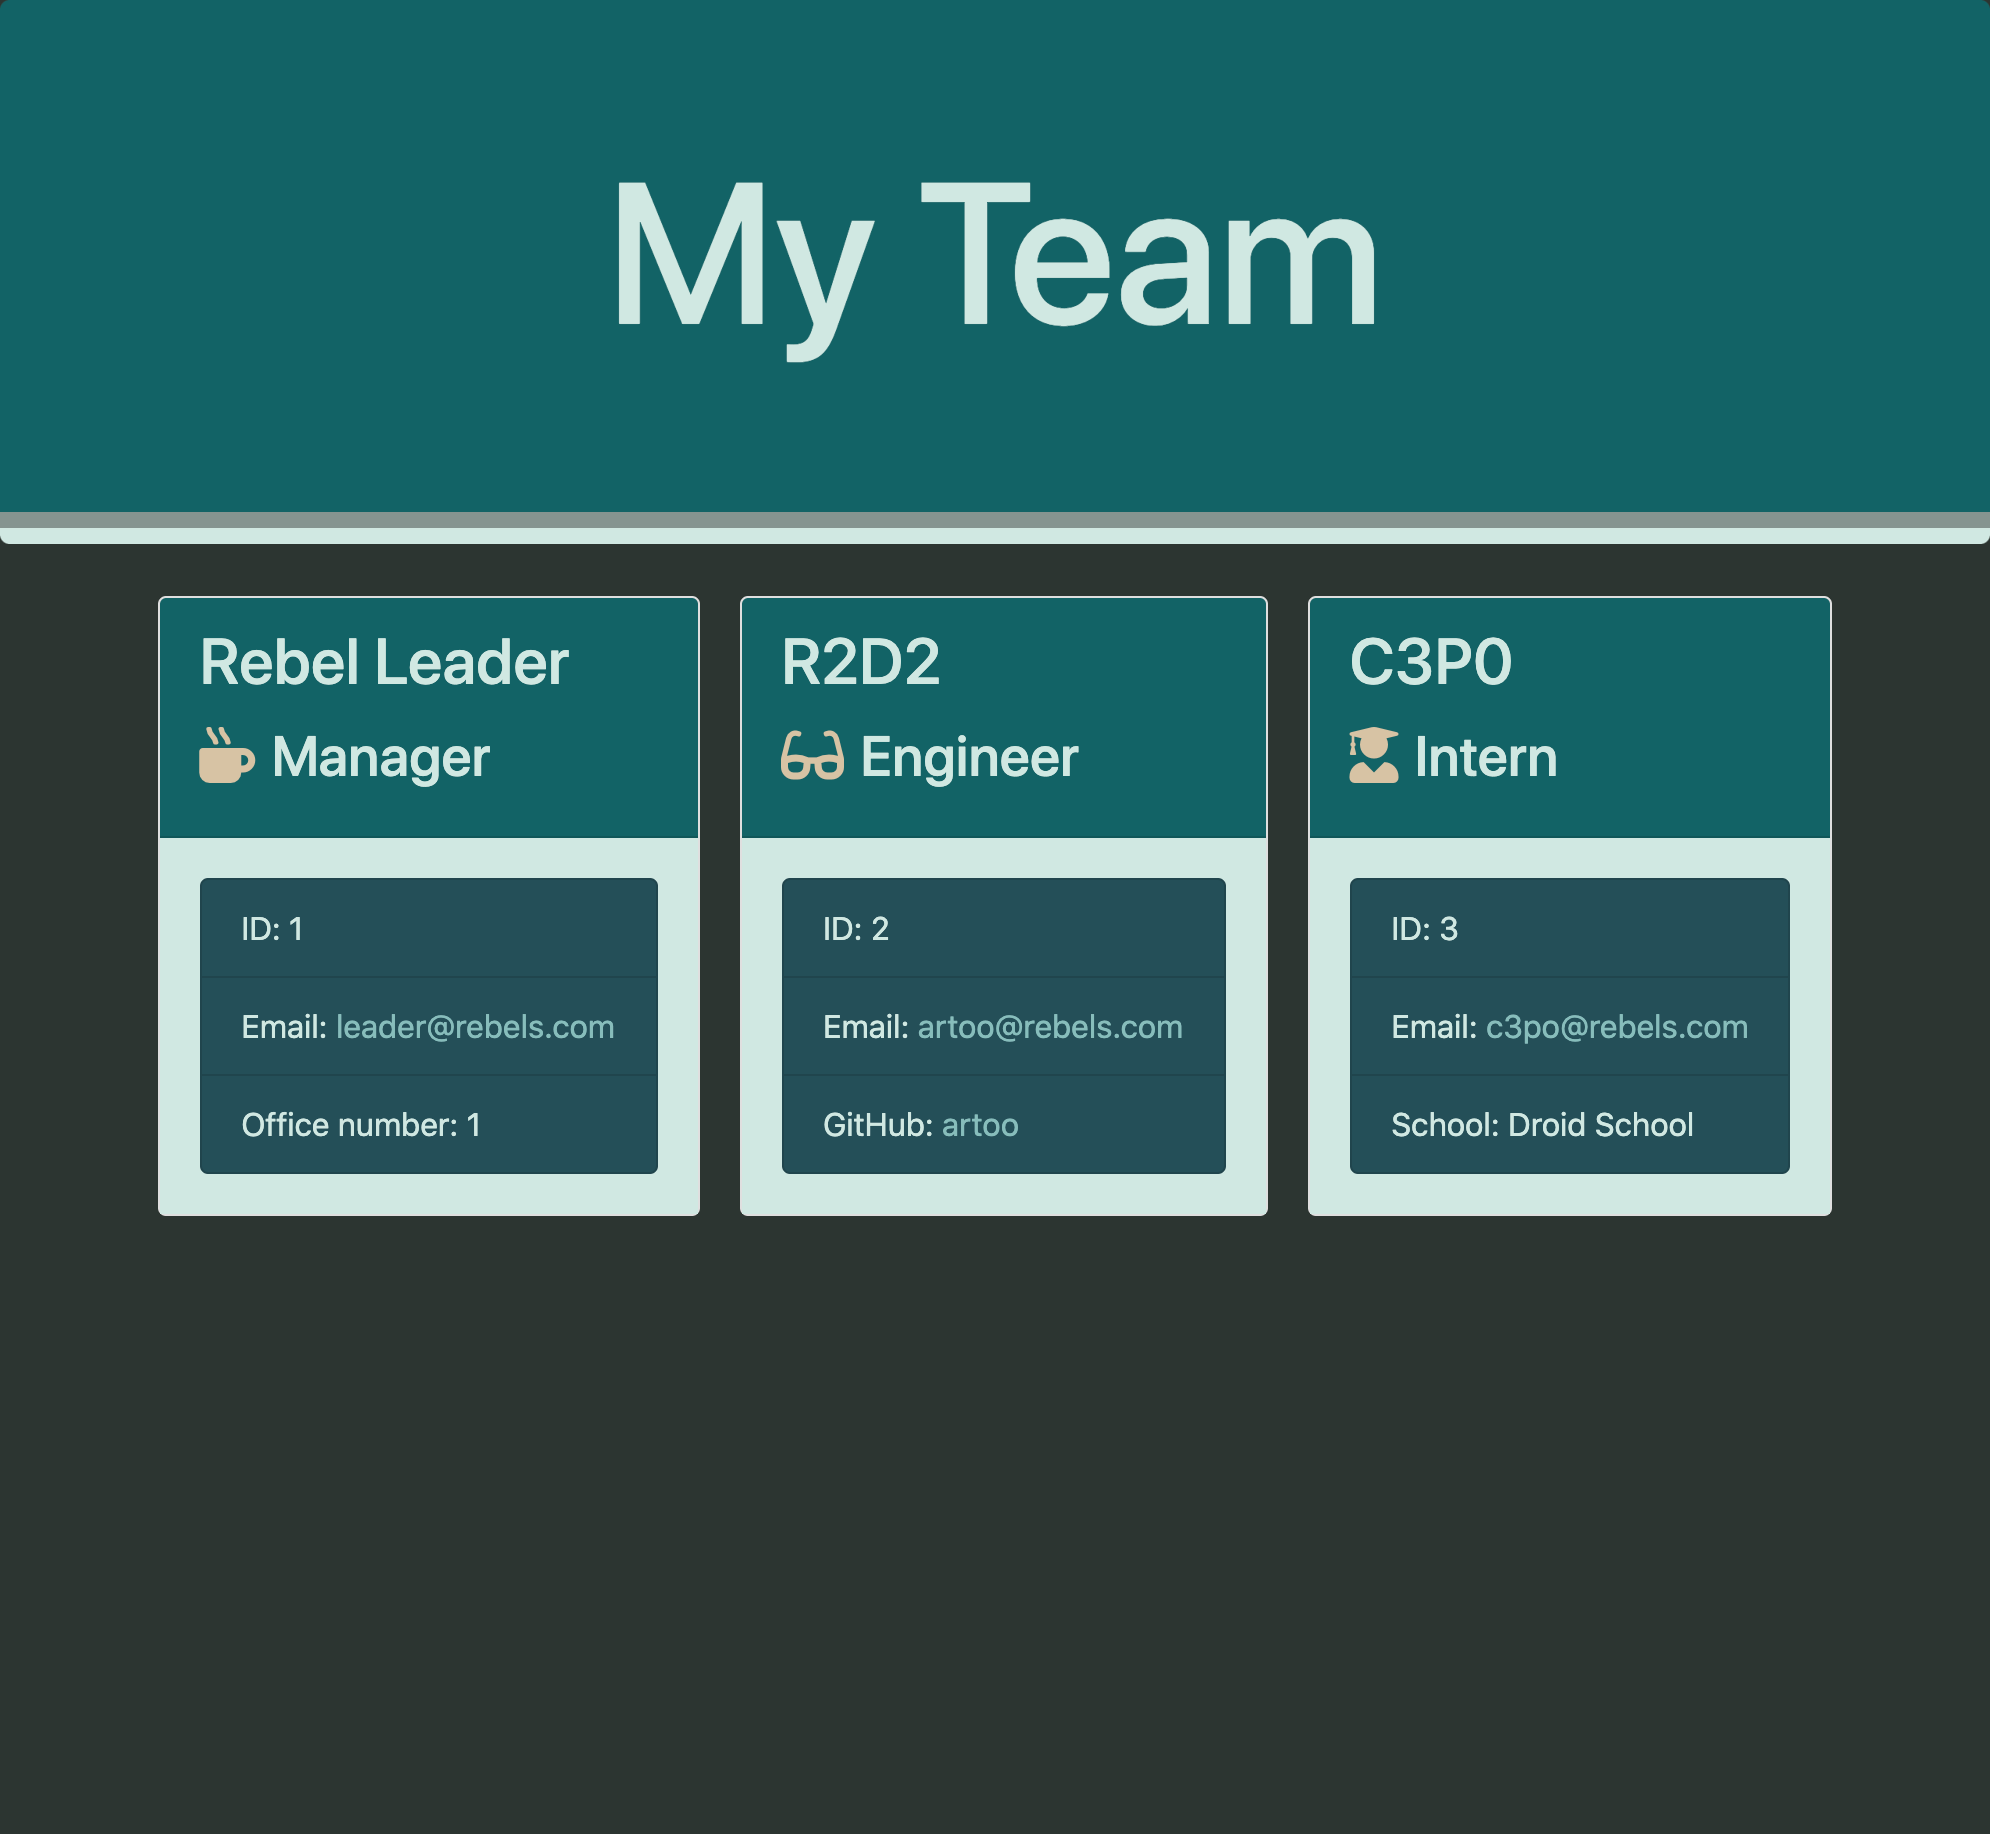 My Team
Rebel Leader
Manager
ID: 1
Email: leader@rebels.com
Office number: 1
R2D2
Engineer
ID: 2
Email: artoo@rebels.com
GitHub: artoo
C3P0
Intern
ID: 3
Email: c3po@rebels.com
School: Droid School